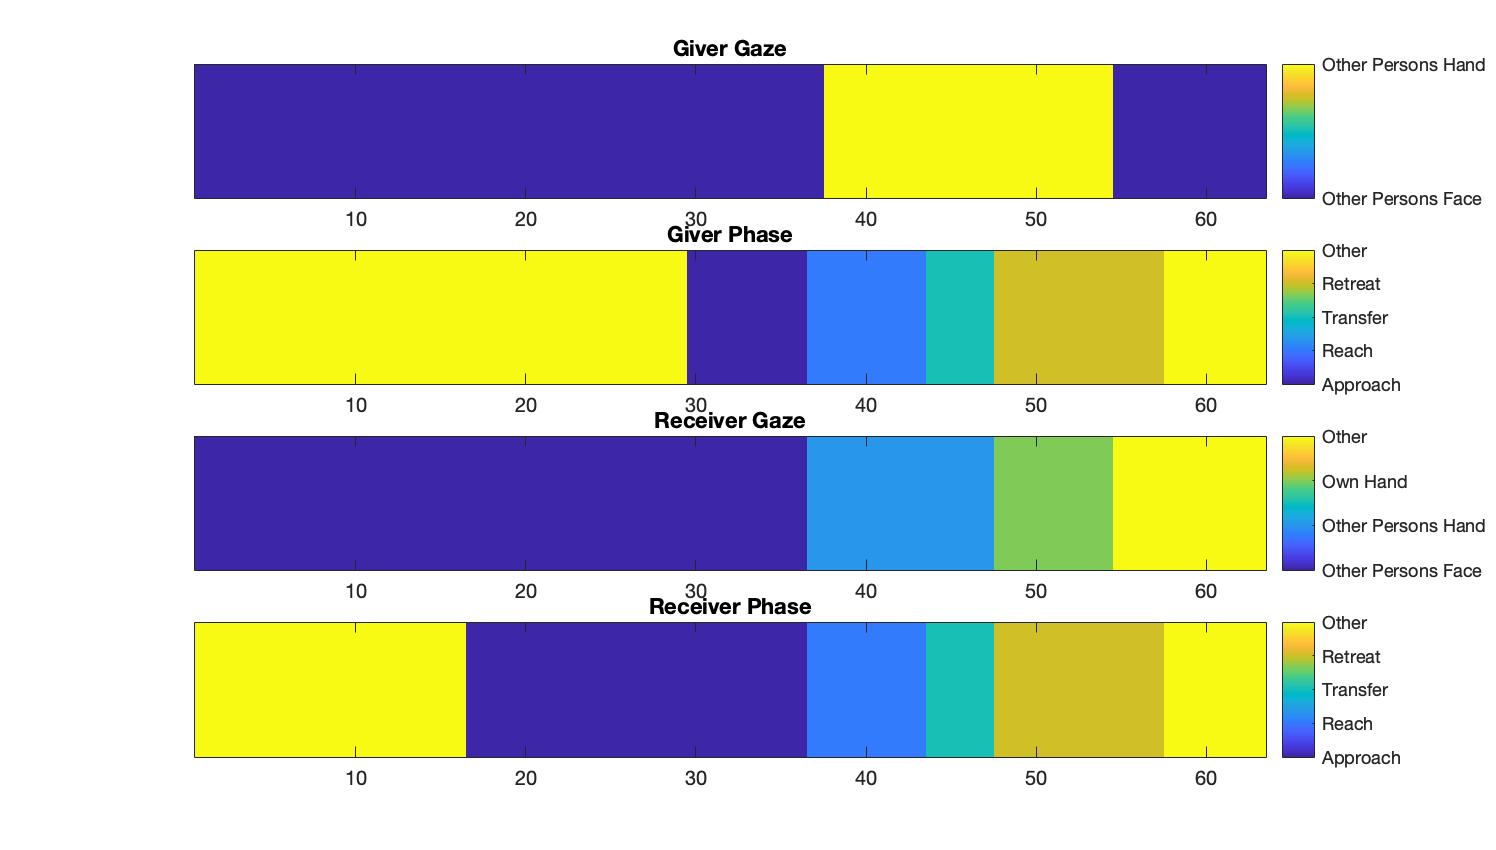 Giver Gaze
Other Persons Hand
Other Persons Face
10 20 30 40 50 60
Giver Phase
Other
Retreat
Transfer
Reach
Approach
10 20 30 40 50 60
Receiver Gaze
Other
Own Hand
Other Persons Hand
Other Persons Face
10 20 30 40 50 60
Receiver Phase
Other
Retreat
Transfer
Reach
Approach
10 20 30 40 50 60